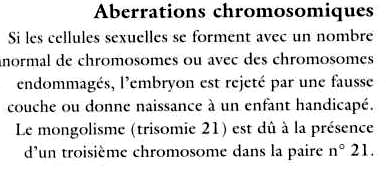 Aberrations chromosomiques
Si les cellules sexuelles se forment avec un nombre
anormal de chromosomes ou avec des chromosomes
endommagés, l'embryon est rejeté par une fausse
couche ou donne naissance à un enfant handicapé.
Le mongolisme (trisomie 21) est dû à la présence
d'un troisième chromosome dans la paire n° 21.